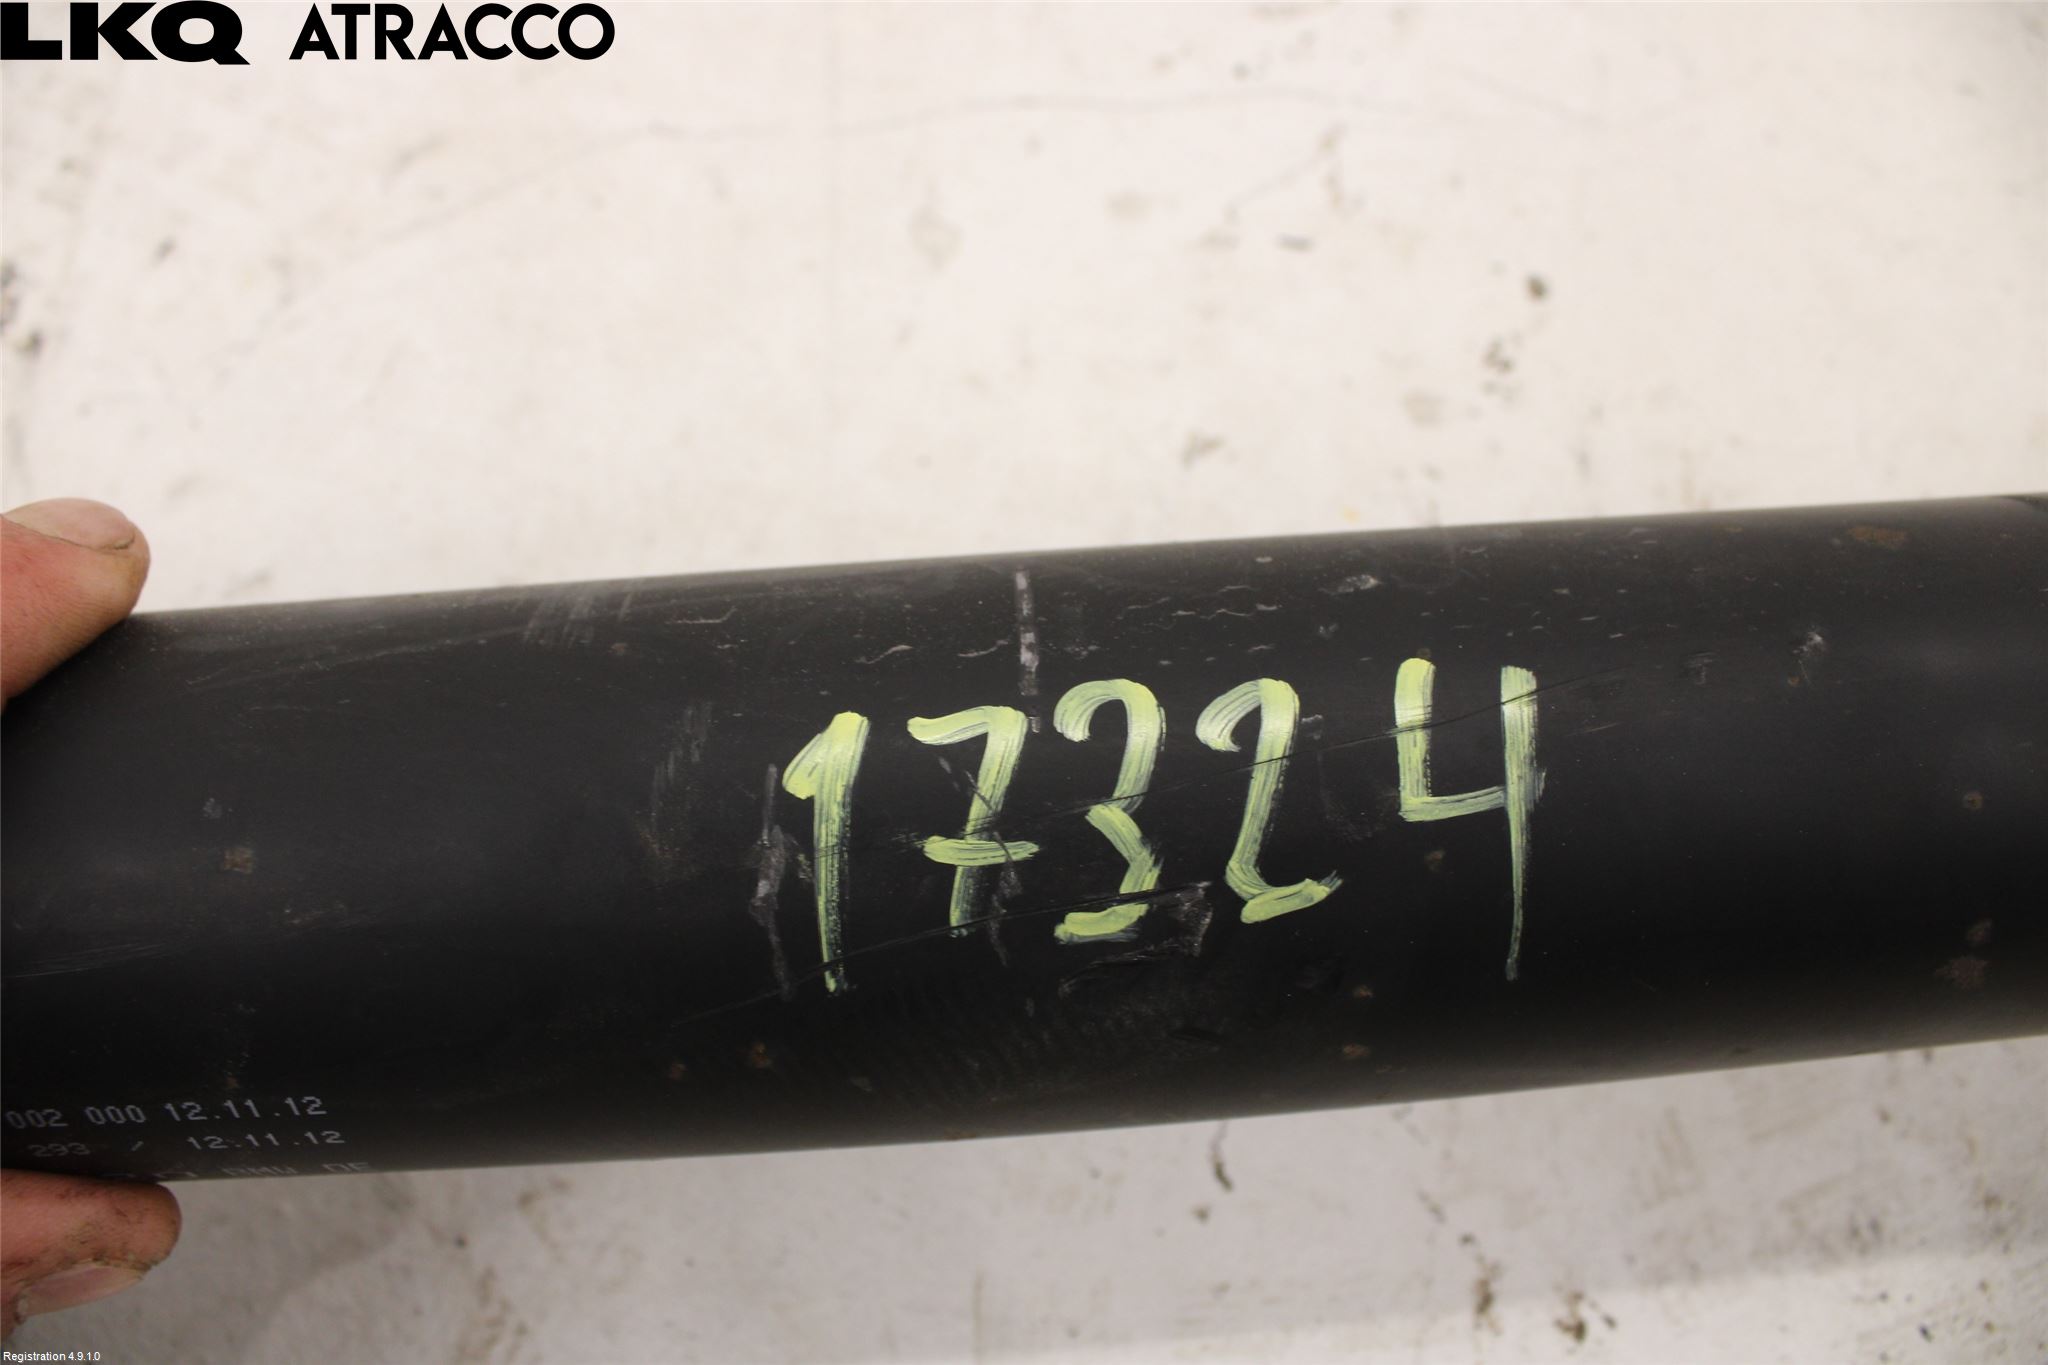 LKQ ATRACCO
17324
002 000 12.11.12
293 / 12.11.12
Registration 4.9.1.0